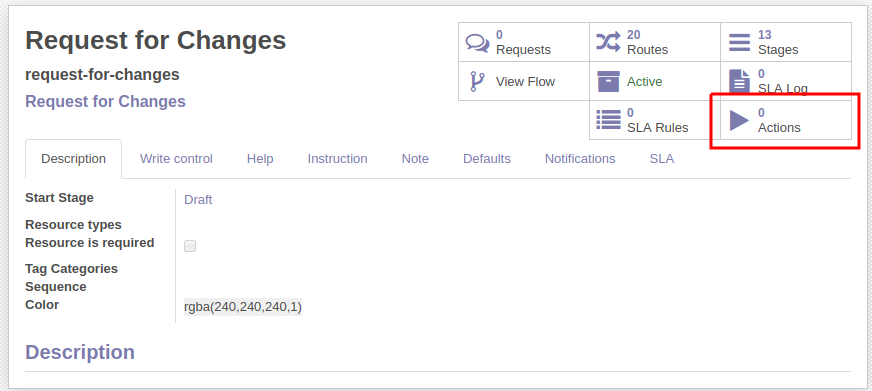 Request for Changes
request-for-changes
Request for Changes
0
Requests
20
Routes
13
Stages
View Flow
Active
0
SLA Log
0
SLA Rules
0
Actions
Description Write control Help Instruction Note Defaults Notifications SLA
Start Stage Draft
Resource types
Resource is required
Tag Categories
Sequence
Color rgba(240,240,240,1)
Description